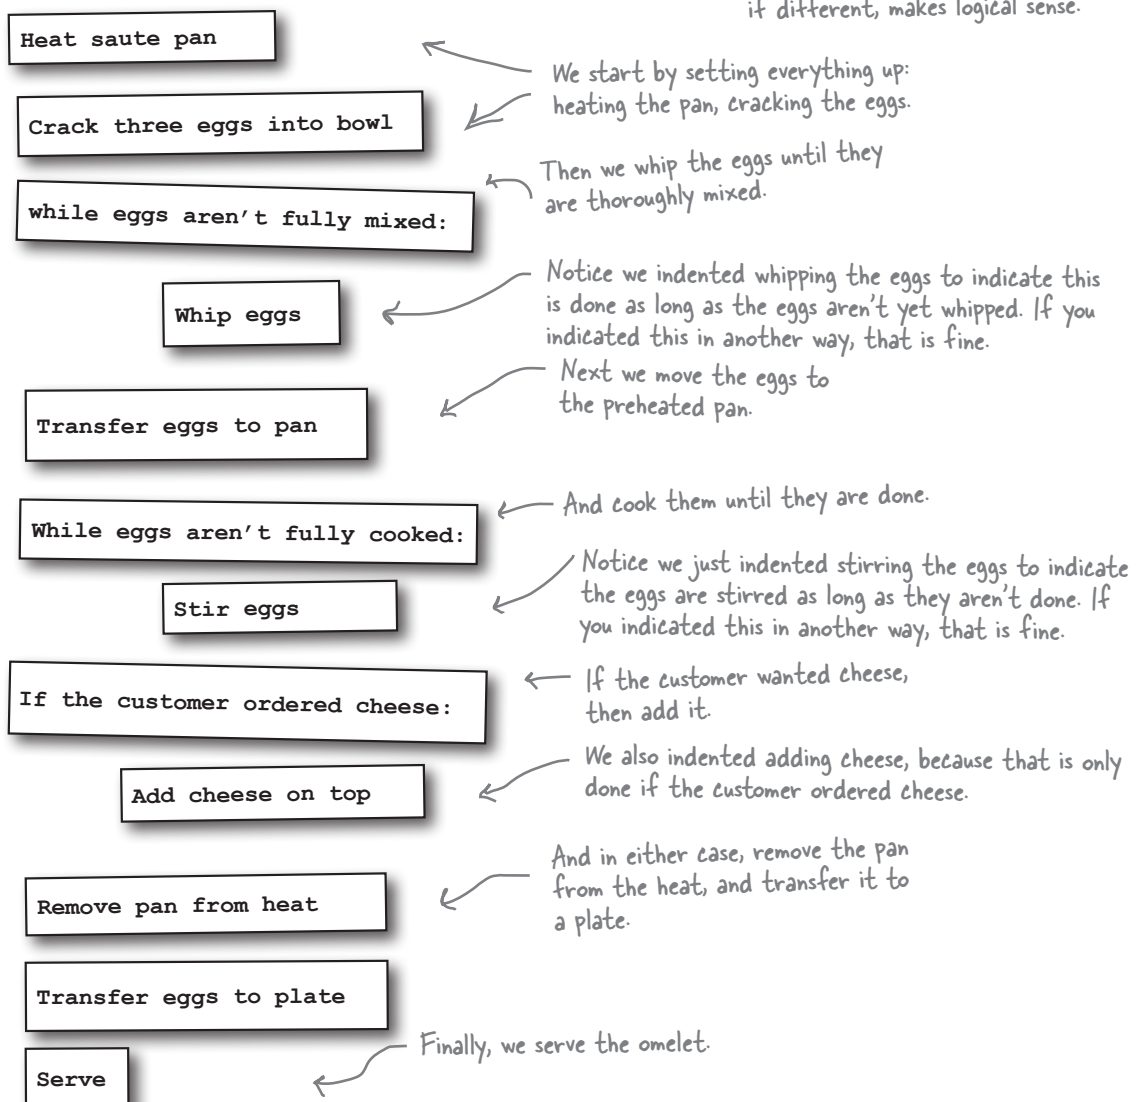 if different, makes logical sense.
Heat saute pan
We start by setting everything up:
heating the pan, cracking the eggs.
Crack three eggs into bowl
Then we whip the eggs until they
are thoroughly mixed.
while eggs aren't fully mixed:
Notice we indented whipping the eggs to indicate this
is done as long as the eggs aren't yet whipped. If you
indicated this in another way, that is fine.
Whip eggs
Next we move the eggs to
the preheated pan.
Transfer eggs to pan
And cook them until they are done.
While eggs aren't fully cooked:
Notice we just indented stirring the eggs to indicate
the eggs are stirred as long as they aren't done. If
you indicated this in another way, that is fine.
Stir eggs
If the customer wanted cheese,
then add it.
If the customer ordered cheese:
We also indented adding cheese, because that is only
done if the customer ordered cheese.
Add cheese on top
And in either case, remove the pan
from the heat, and transfer it to
a plate.
Remove pan from heat
Transfer eggs to plate
Finally, we serve the omelet.
Serve